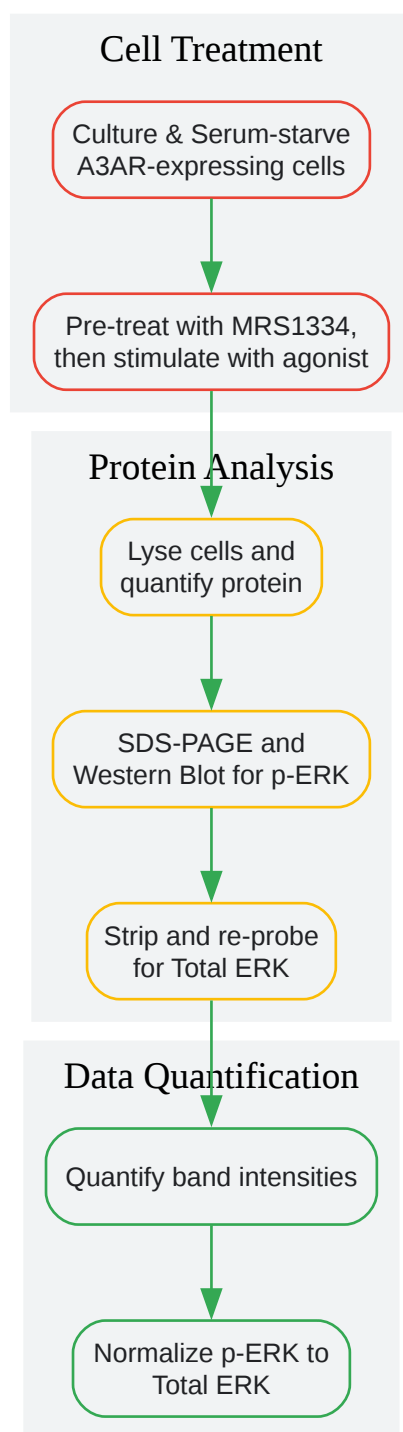 Cell Treatment
Culture & Serum-starve
A3AR-expressing cells
Pre-treat with MRS1334,
then stimulate with agonist
Protein Analysis
Lyse cells and
quantify protein
SDS-PAGE and
Western Blot for p-ERK
Strip and re-probe
for Total ERK
Data Quantification
Quantify band intensities
Normalize p-ERK to
Total ERK